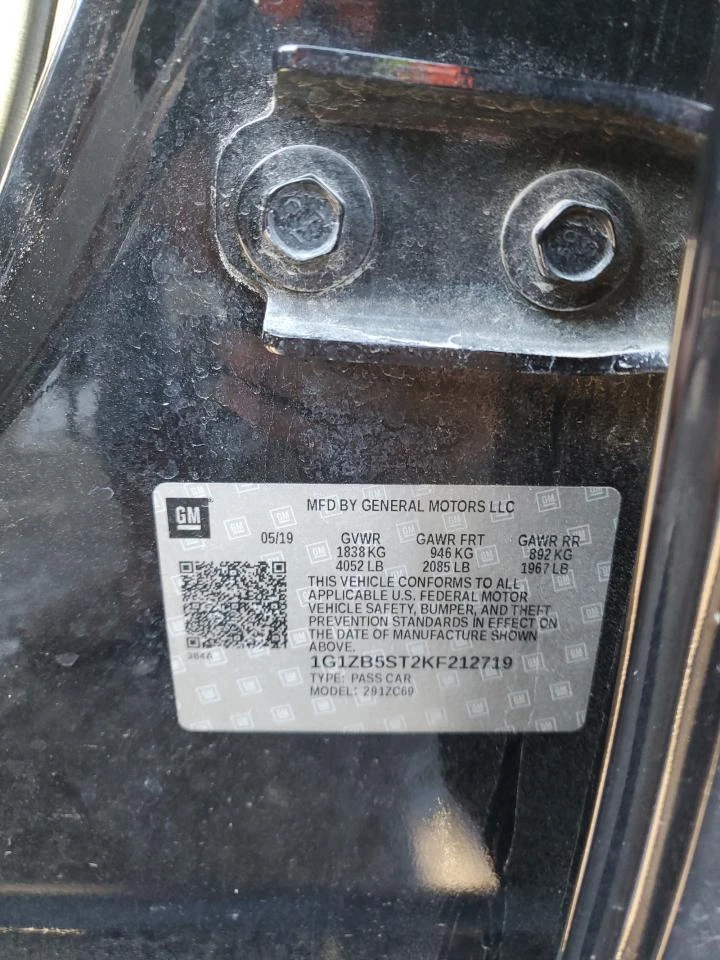 GM
MFD BY GENERAL MOTORS LLC
05/19 GVWR GAWR FRT GAWR RR
1838 KG 946 KG 892 KG
4052 LB 2085 LB 1967 LB
THIS VEHICLE CONFORMS TO ALL
APPLICABLE U.S. FEDERAL MOTOR
VEHICLE SAFETY, BUMPER, AND THEFT
PREVENTION STANDARDS IN EFFECT ON
THE DATE OF MANUFACTURE SHOWN
ABOVE.
1G1ZB5ST2KF212719
TYPE: PASS CAR
MODEL: 291ZC69